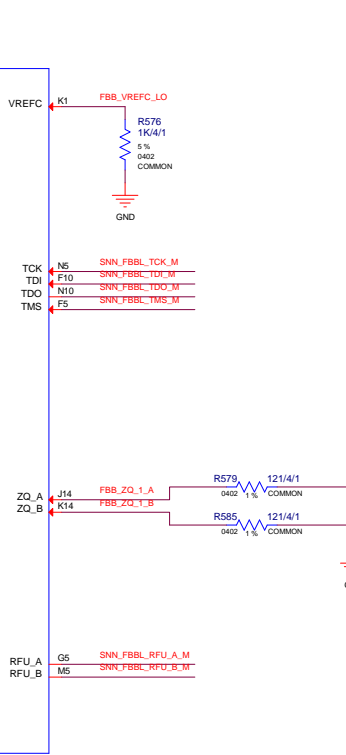 VREFC K1 FBB_VREFC_LO
R576
1K/4/1
5 %
0402
COMMON
GND
TCK N5 SNN_FBBL_TCK_M
TDI F10 SNN_FBBL_TDI_M
TDO N10 SNN_FBBL_TDO_M
TMS F5 SNN_FBBL_TMS_M
R579 121/4/1
0402 1 % COMMON
ZQ_A J14 FBB_ZQ_1_A
ZQ_B K14 FBB_ZQ_1_B
R585 121/4/1
0402 1 % COMMON
RFU_A G5 SNN_FBBL_RFU_A_M
RFU_B M5 SNN_FBBL_RFU_B_M